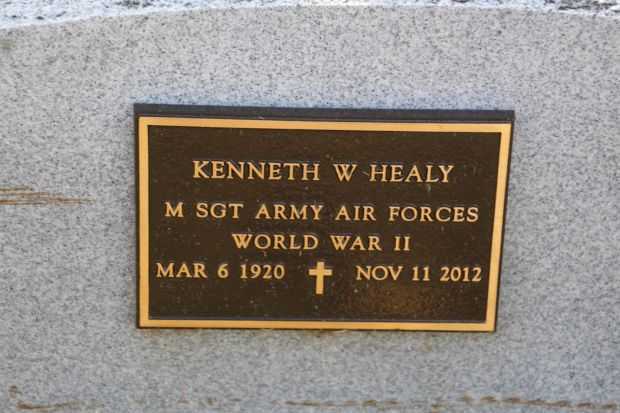 KENNETH W HEALY
M SGT ARMY AIR FORCES
WORLD WAR II
MAR 6 1920 NOV 11 2012